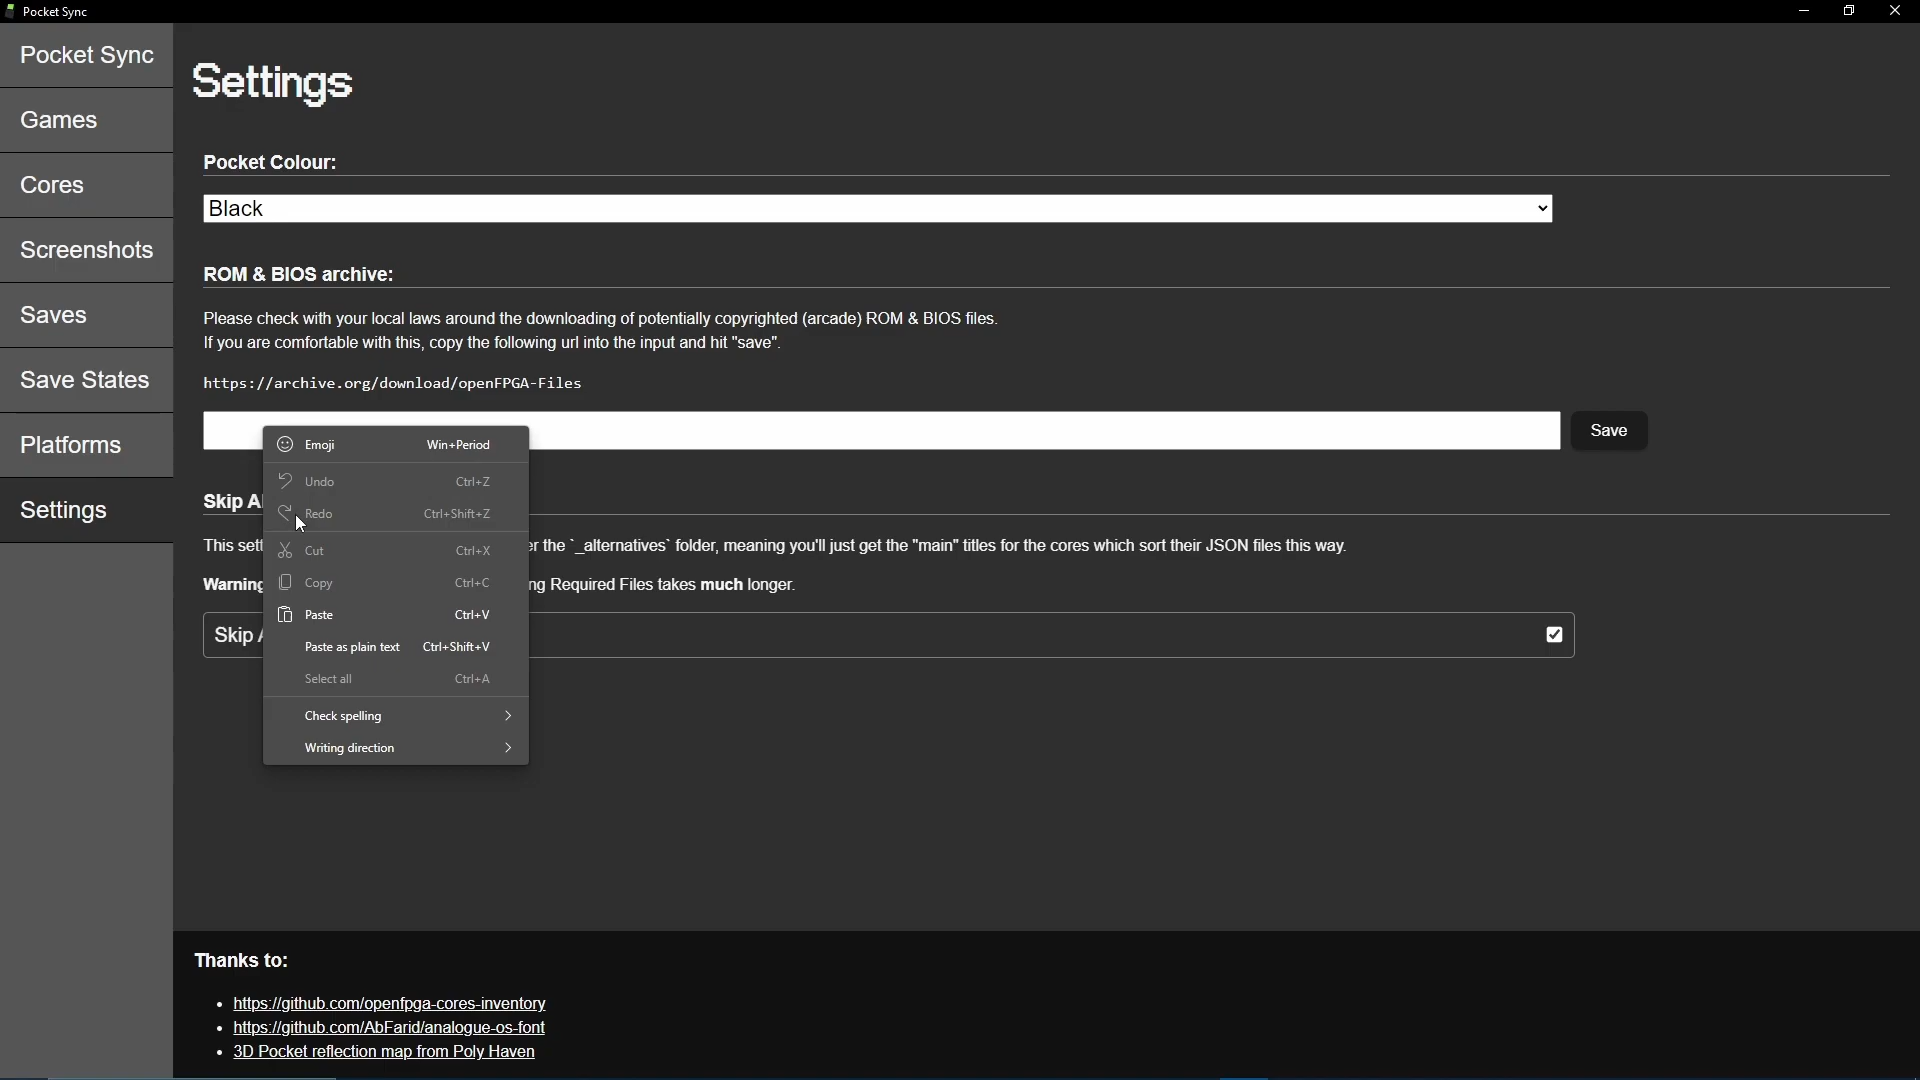 Pocket Sync
Pocket Sync
Games
Cores
Screenshots
Saves
Save States
Platforms
Settings
Settings
Pocket Colour:
Black
ROM & BIOS archive:
Please check with your local laws around the downloading of potentially copyrighted (arcade) ROM & BIOS files.
If you are comfortable with this, copy the following url into the input and hit "save".
https://archive.org/download/openFPGA-Files
Save
Emoji Win+Period
Undo Ctrl+Z
Redo Ctrl+Shift+Z
Cut Ctrl+X
Copy Ctrl+C
Paste Ctrl+V
Paste as plain text Ctrl+Shift+V
Select all Ctrl+A
Check spelling
Writing direction
Skip
This the `_alternatives` folder, meaning you'll just get the "main" titles for the cores which sort their JSON files this way.
Warning Required Files takes much longer.
Skip
Thanks to:
• https://github.com/openfpga-cores-inventory
• https://github.com/AbFarid/analogue-os-font
• 3D Pocket reflection map from Poly Haven